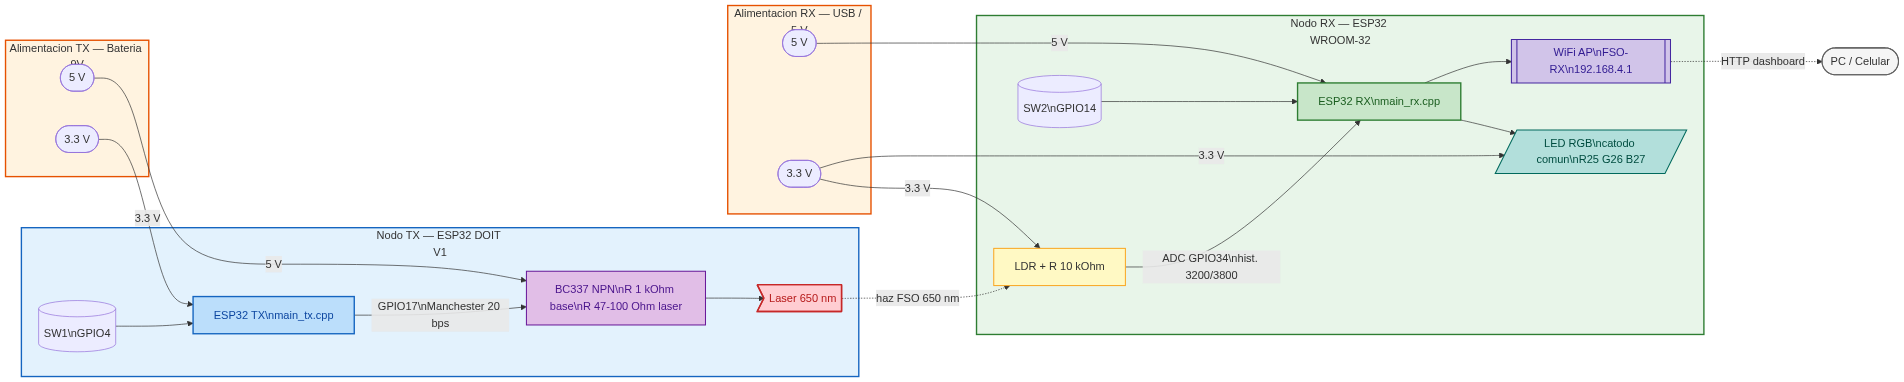 Alimentacion TX — Bateria
9V
5 V
3.3 V
3.3 V
Nodo TX — ESP32 DOIT
V1
5 V
SW1\nGPIO4
ESP32 TX\nmain_tx.cpp
GPIO17\nManchester 20
bps
BC337 NPN\nR 1 kOhm
base\nR 47-100 Ohm laser
Laser 650 nm
haz FSO 650 nm
Alimentacion RX — USB /
5 V
5 V
3.3 V
3.3 V
Nodo RX — ESP32
WROOM-32
5 V
SW2\nGPIO14
3.3 V
LDR + R 10 kOhm
ADC GPIO34\nhist.
3200/3800
ESP32 RX\nmain_rx.cpp
WiFi AP\nFSO-
RX\n192.168.4.1
LED RGB\ncatodo
comun\nR25 G26 B27
HTTP dashboard
PC / Celular